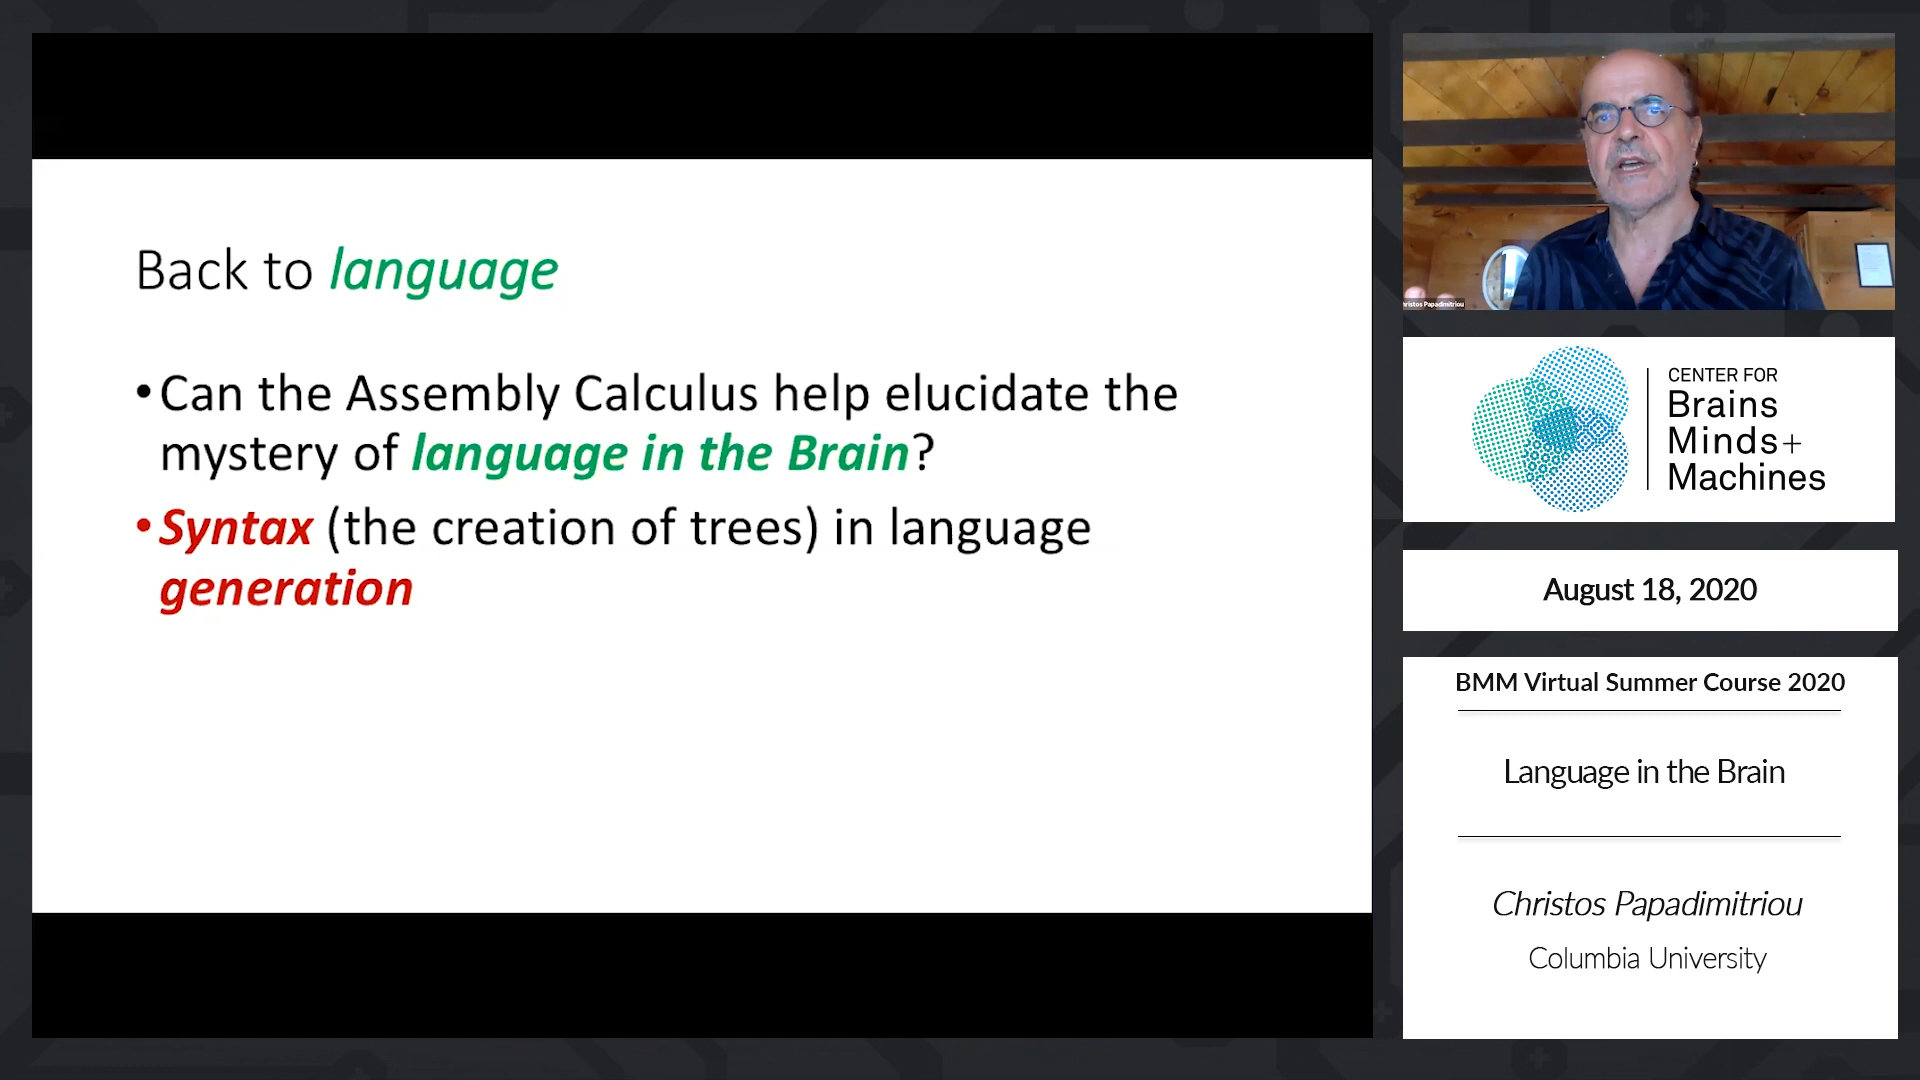 Back to language
•Can the Assembly Calculus help elucidate the
mystery of language in the Brain?
•Syntax (the creation of trees) in language
generation
Christos Papadimitriou
CENTER FOR
Brains
Minds+
Machines
August 18, 2020
BMM Virtual Summer Course 2020
Language in the Brain
Christos Papadimitriou
Columbia University